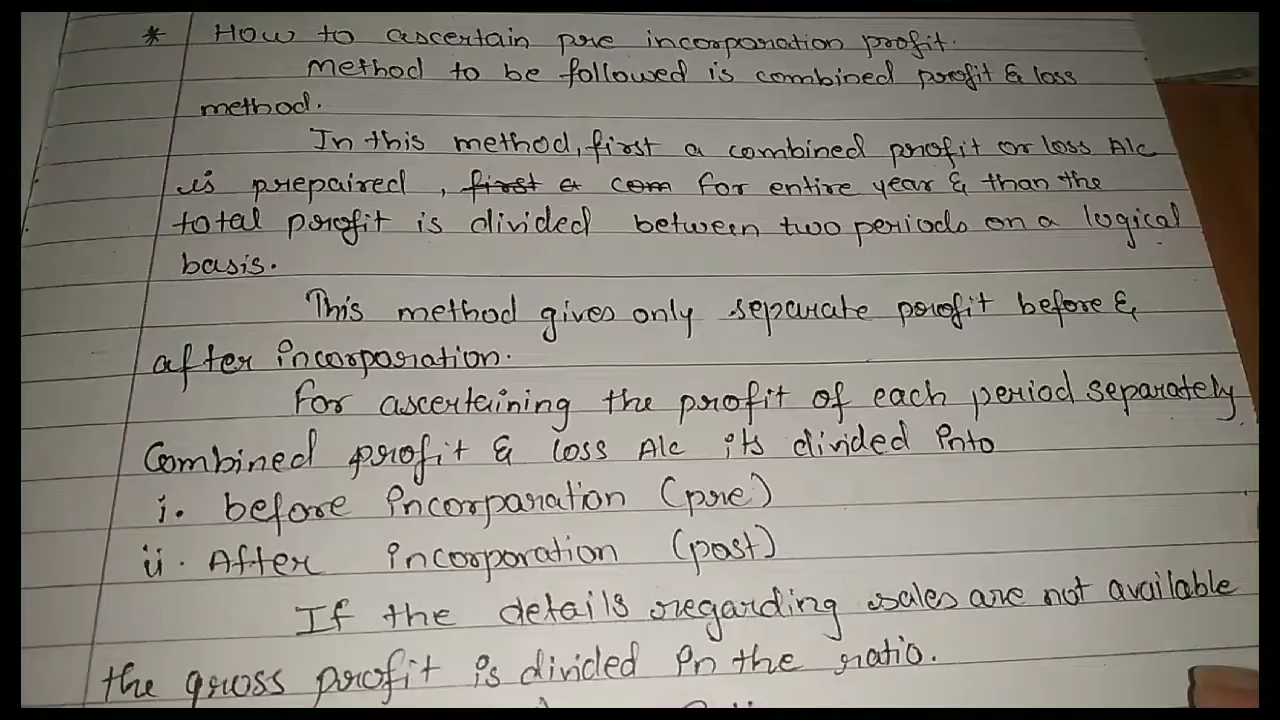 * How to ascertain pre incorporation profit.
Method to be followed is combined profit & loss
method.
In this method, first a combined profit or loss A/c
is prepaired, first a com for entire year & than the
total profit is divided between two periods on a logical
basis.
This method gives only separate profit before &
after incorporation.
For ascertaining the profit of each period separately
Combined profit & loss A/c its divided into
i. before incorparation (pre)
ii. After incorporation (post)
If the details regarding sales are not available
the gross profit is divided in the ratio.